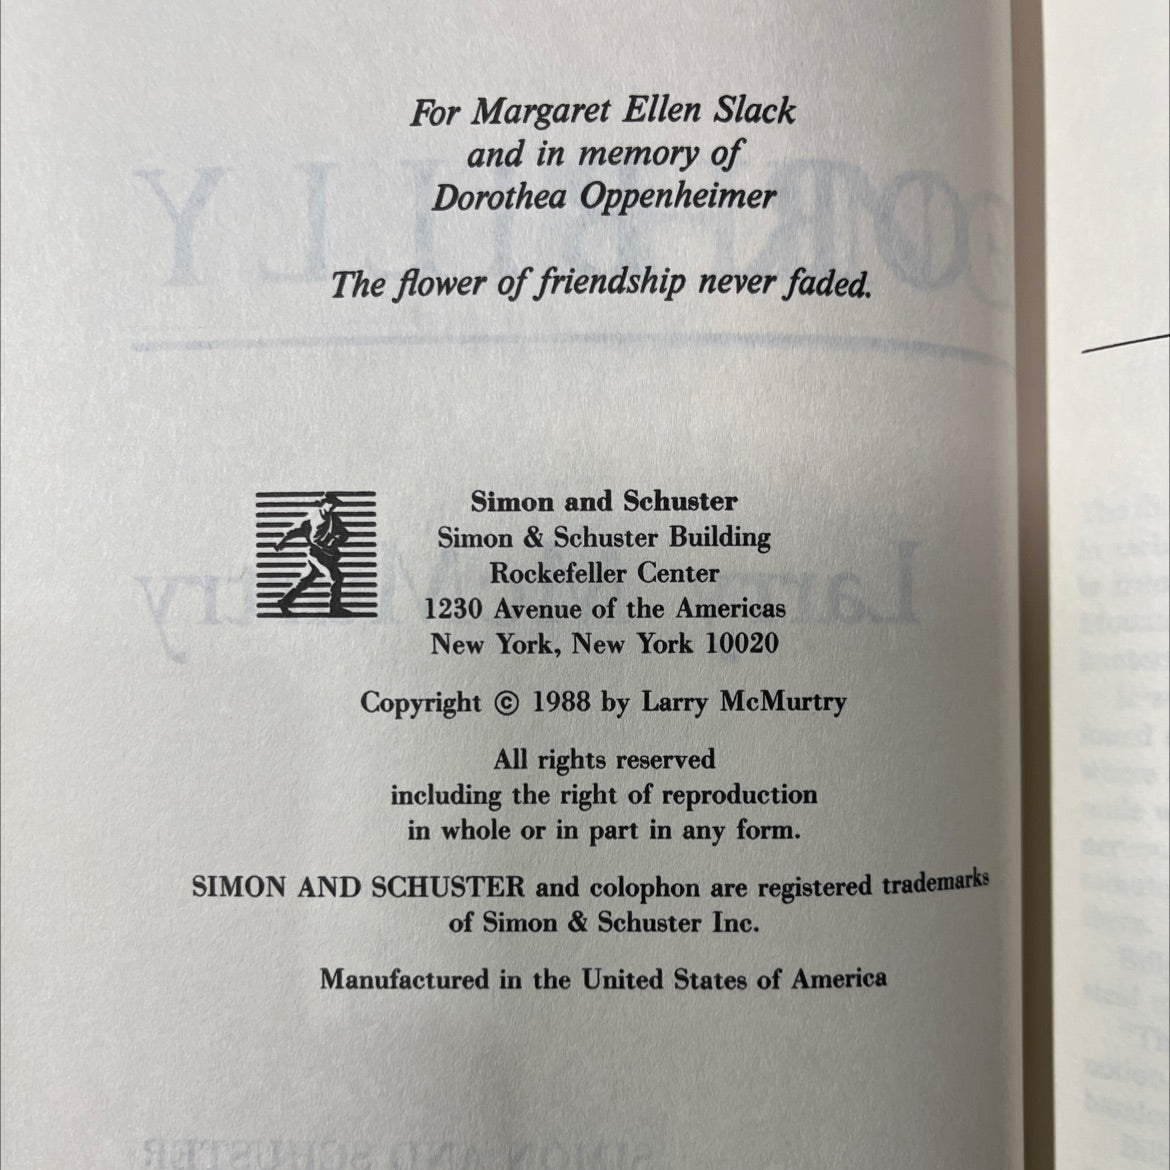 For Margaret Ellen Slack
and in memory of
Dorothea Oppenheimer
The flower of friendship never faded.
Simon and Schuster
Simon & Schuster Building
Rockefeller Center
1230 Avenue of the Americas
New York, New York 10020
Copyright © 1988 by Larry McMurtry
All rights reserved
including the right of reproduction
in whole or in part in any form.
SIMON AND SCHUSTER and colophon are registered trademarks
of Simon & Schuster Inc.
Manufactured in the United States of America